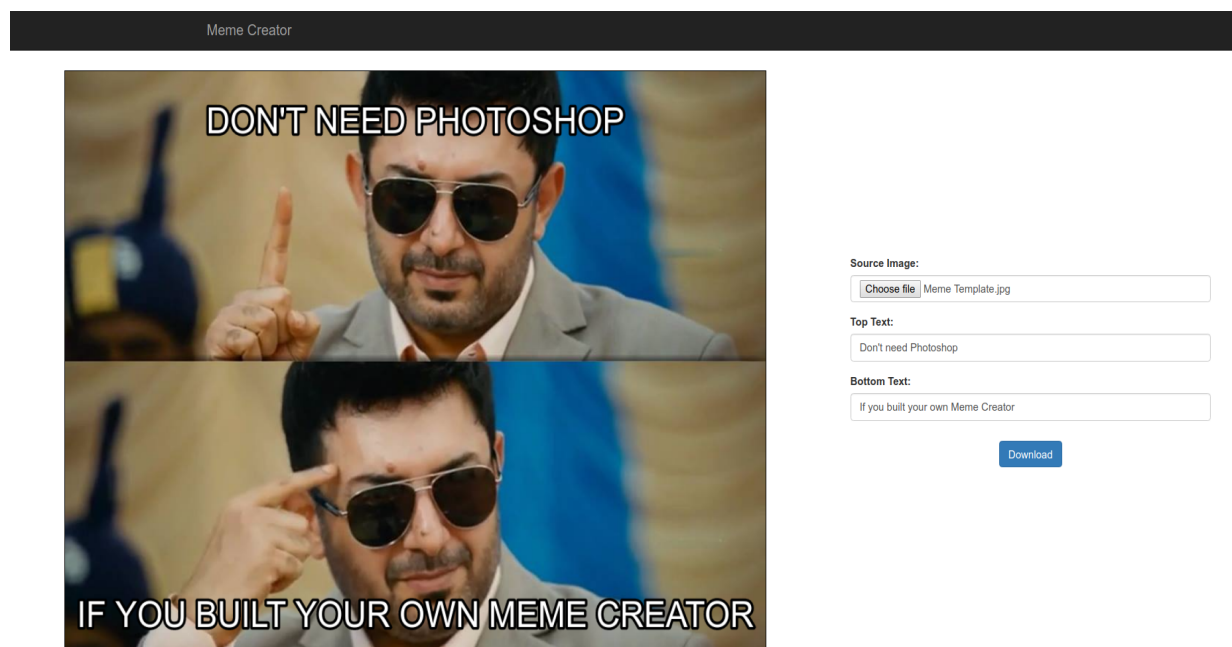 Meme Creator
DON'T NEED PHOTOSHOP
IF YOU BUILT YOUR OWN MEME CREATOR
Source Image:
Choose file Meme Template.jpg
Top Text:
Don't need Photoshop
Bottom Text:
If you built your own Meme Creator
Download